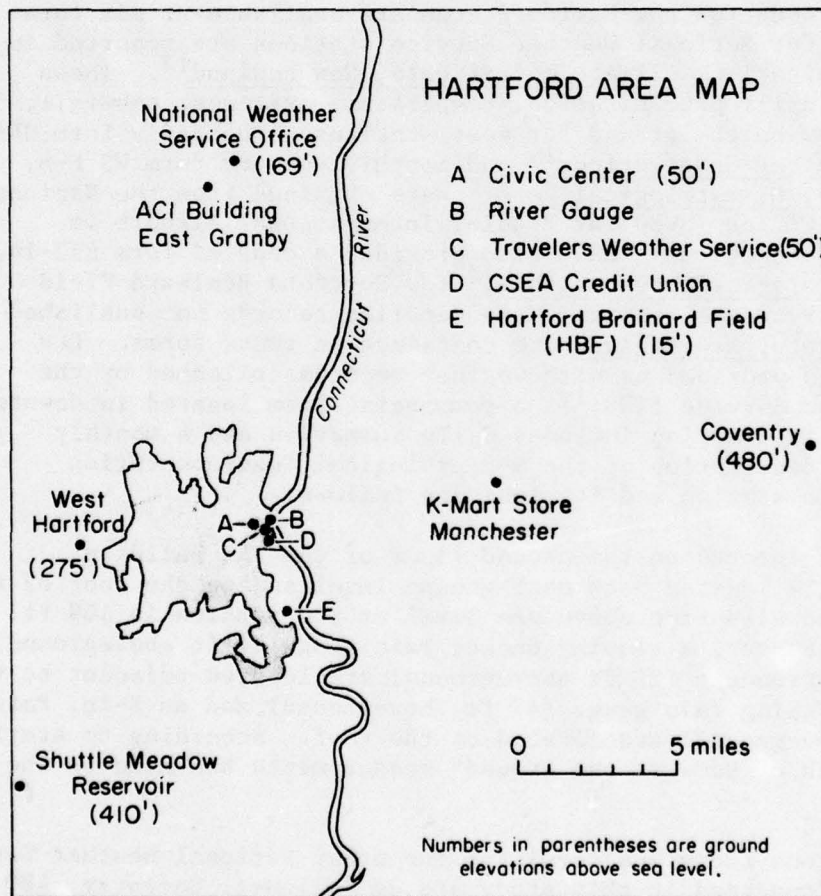 HARTFORD AREA MAP
National Weather
Service Office
(169')
ACI Building
East Granby
A Civic Center (50')
B River Gauge
C Travelers Weather Service (50')
D CSEA Credit Union
E Hartford Brainard Field
(HBF) (15')
Connecticut River
Coventry
(480')
K-Mart Store
Manchester
West
Hartford
(275')
A
B
C
D
E
Shuttle Meadow
Reservoir
(410')
0 5 miles
Numbers in parentheses are ground
elevations above sea level.